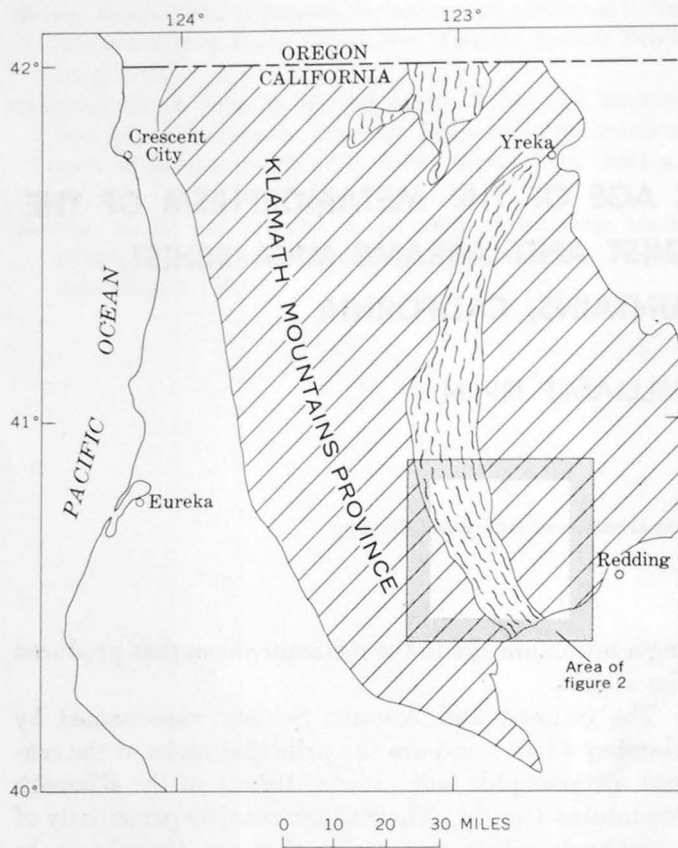 124° 123°
42°
OREGON
CALIFORNIA
Crescent
City
Yreka
KLAMATH MOUNTAINS PROVINCE
PACIFIC OCEAN
41°
Eureka
Redding
Area of
figure 2
40°
0 10 20 30 MILES